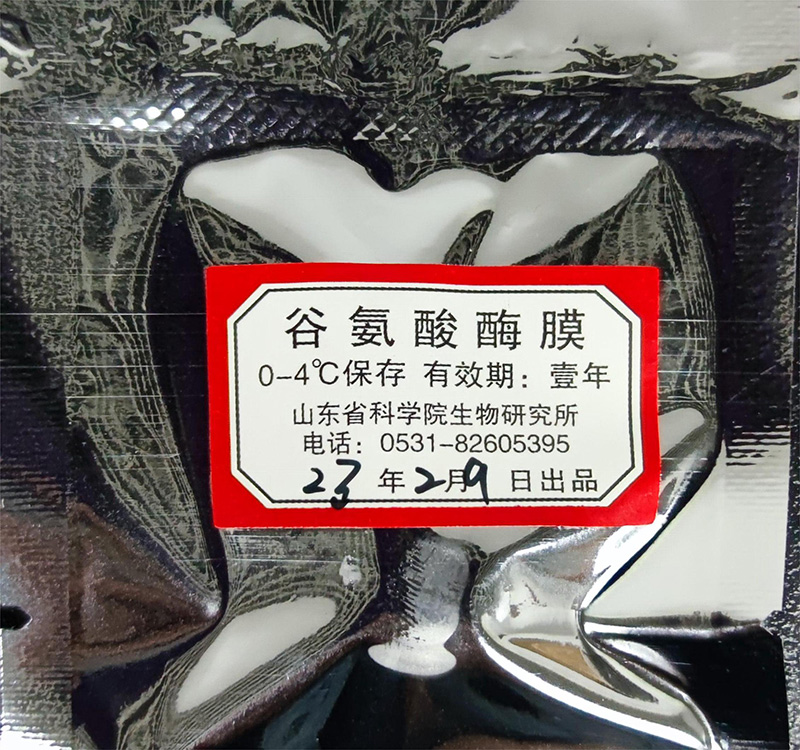 谷氨酸酶膜
0-4℃保存 有效期：壹年
山东省科学院生物研究所
电话：0531-82605395
23年2月9日出品